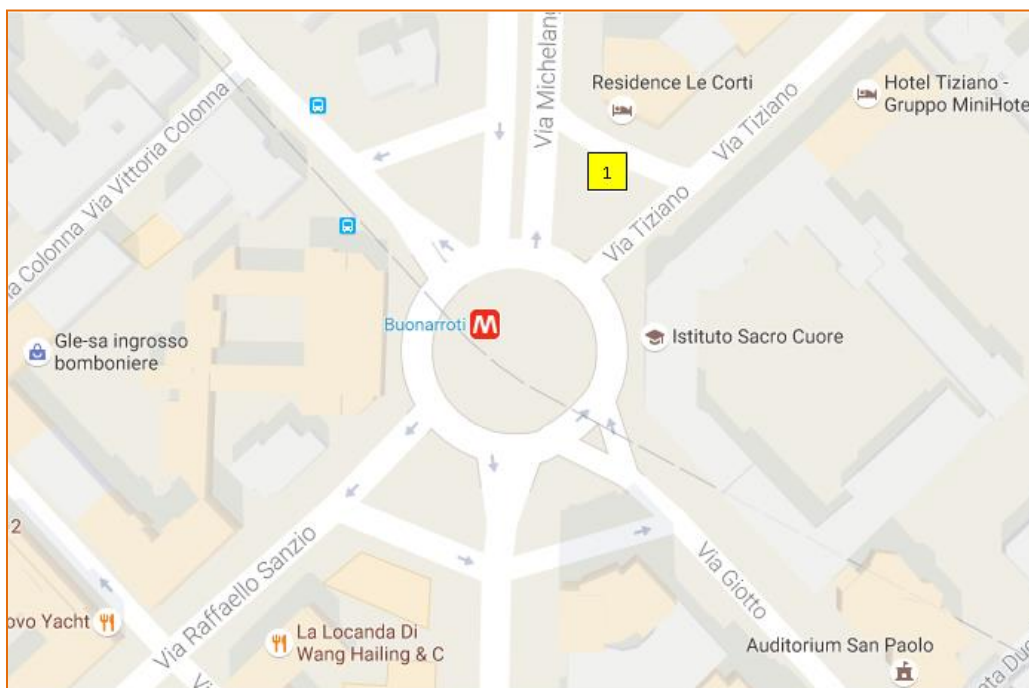 Via Michelang
Residence Le Corti
Hotel Tiziano -
Gruppo MiniHote
Via Tiziano
1
Via Tiziano
Via Vittoria Colonna
Colonna
Buonarroti
M
Gle-sa ingrosso
bomboniere
Istituto Sacro Cuore
2
Via Raffaello Sanzio
Via Giotto
ovo Yacht
La Locanda Di
Wang Hailing & C
Auditorium San Paolo